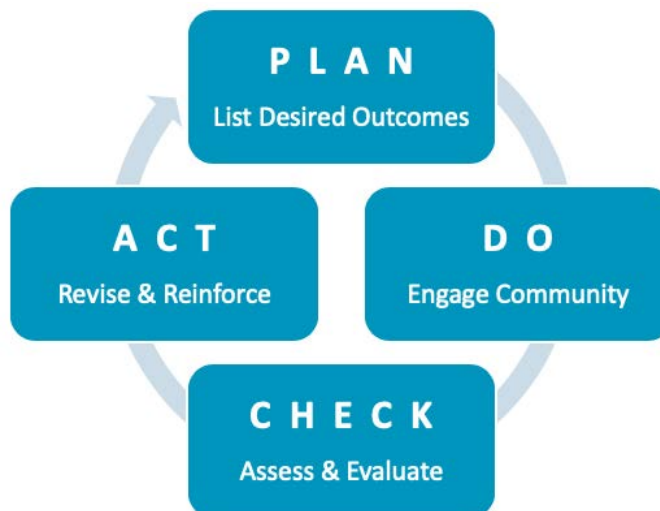 P L A N
List Desired Outcomes
A C T
Revise & Reinforce
D O
Engage Community
C H E C K
Assess & Evaluate